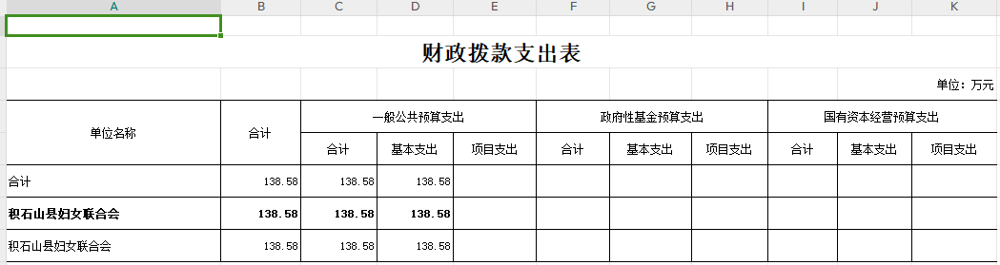 A B C D E F G H I J K
财政拨款支出表
单位：万元
单位名称 合计 一般公共预算支出 政府性基金预算支出 国有资本经营预算支出
合计 基本支出 项目支出 合计 基本支出 项目支出 合计 基本支出 项目支出
合计 138.58 138.58 138.58
积石山县妇女联合会 138.58 138.58 138.58
积石山县妇女联合会 138.58 138.58 138.58